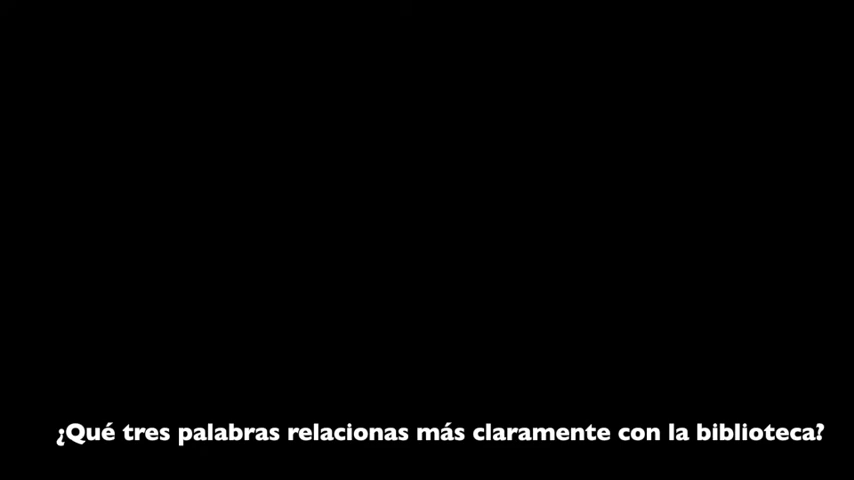 ¿Qué tres palabras relacionas más claramente con la biblioteca?